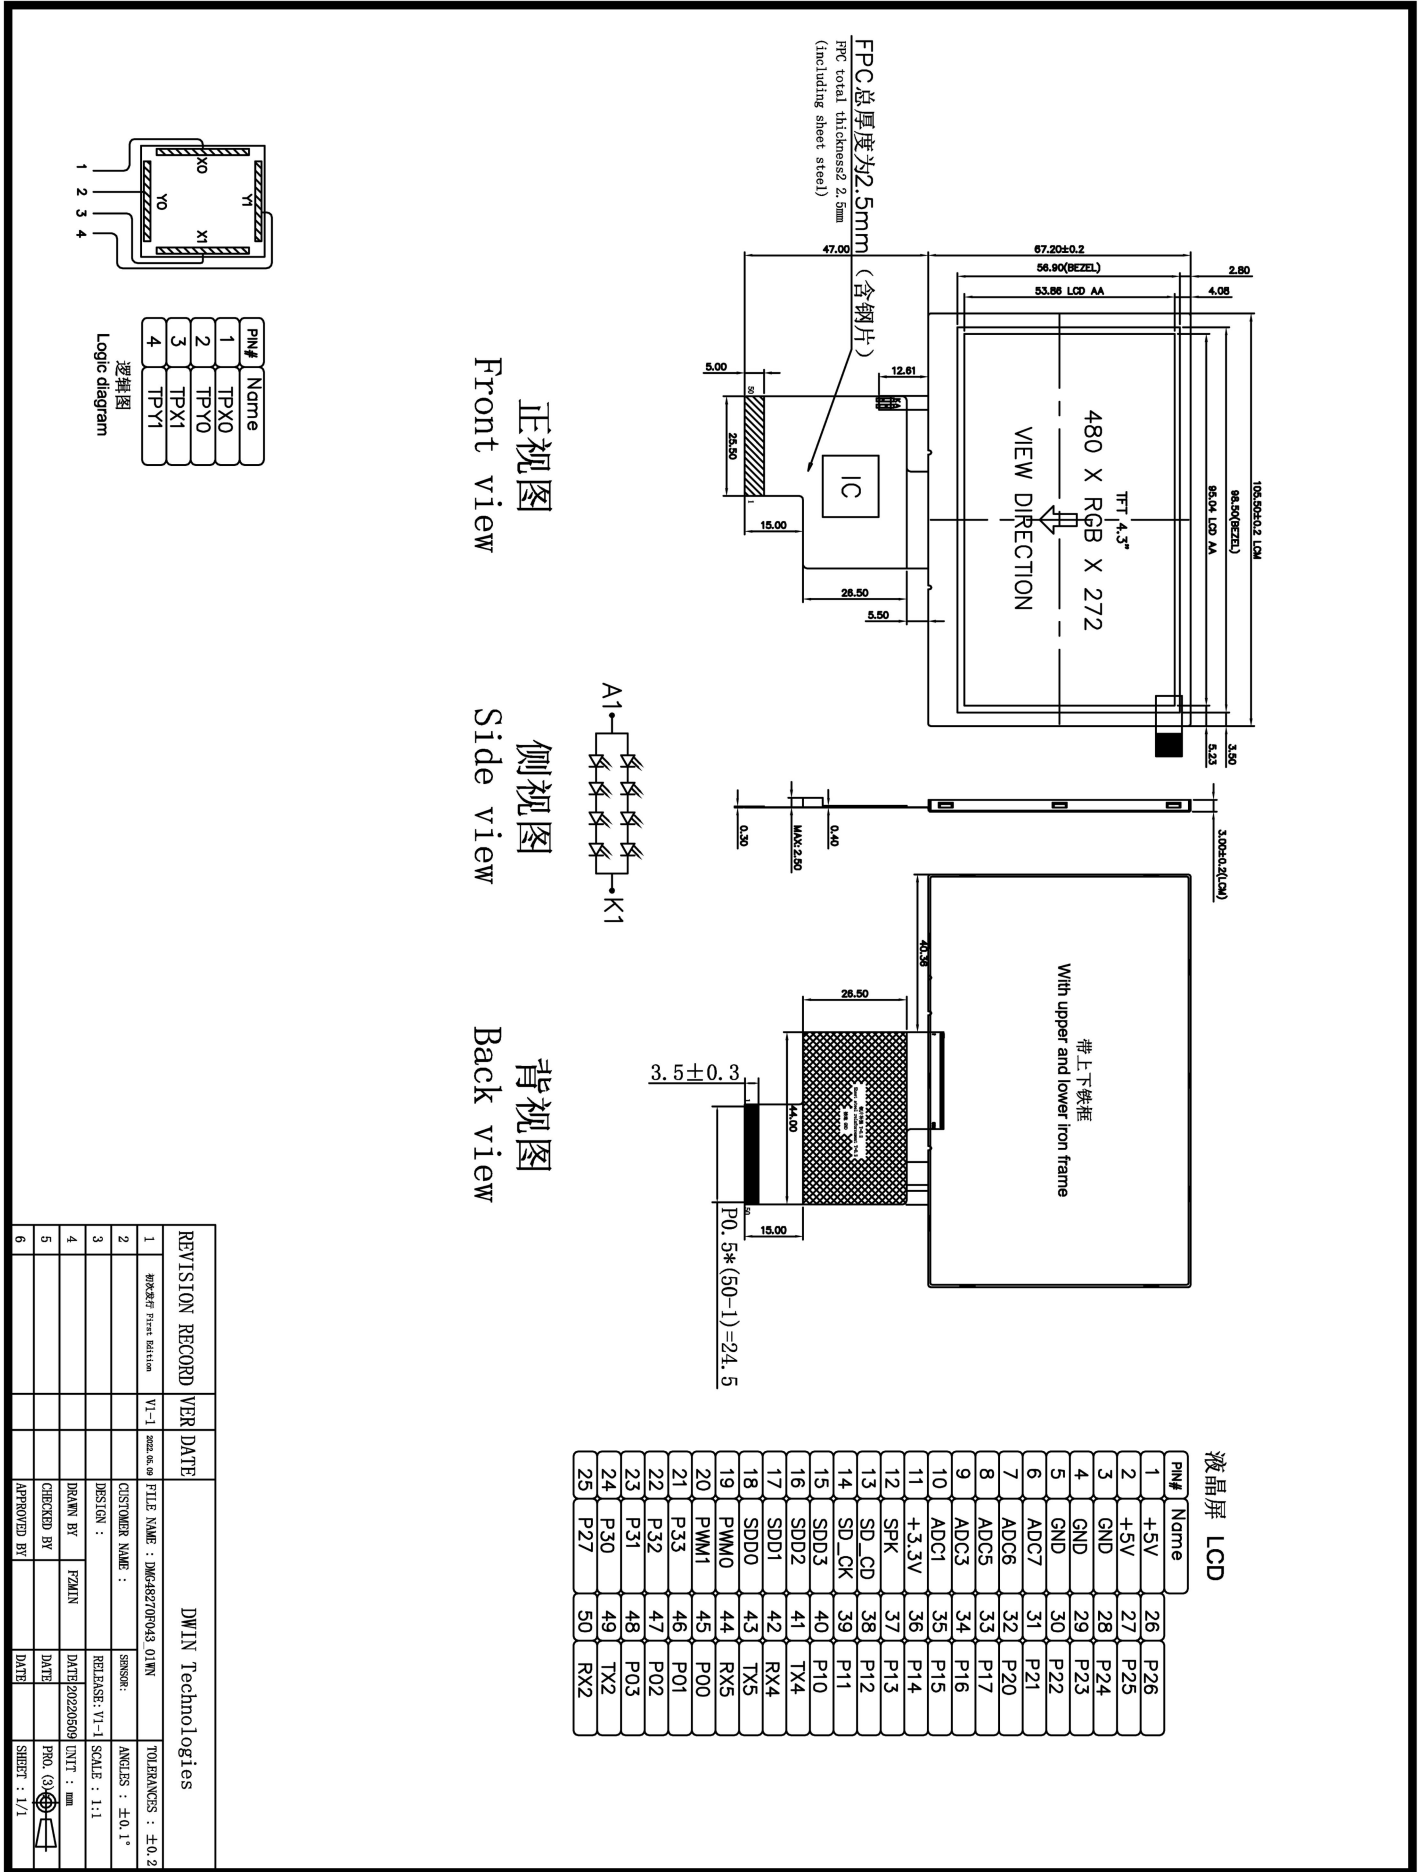 FPC总厚度为2.5mm（含钢片）
FPC total thickness2 2.5mm
(including sheet steel)
105.50±0.2 LCM
98.50(BEZEL)
95.04 LCD AA
3.50
5.23
2.80
4.08
67.20±0.2
56.90(BEZEL)
53.86 LCD AA
47.00
TFT 4.3"
480 X RGB X 272
VIEW DIRECTION
12.61
IC
5.00
50
1
25.50
15.00
26.50
5.50
正视图
Front view
3.00±0.2(LCM)
0.40
MAX: 2.50
0.30
A1
K1
侧视图
Side view
带上下铁框
With upper and lower iron frame
40.36
26.50
44.00
3.5±0.3
1
50
15.00
P0.5*(50-1)=24.5
背视图
Back view
液晶屏 LCD
PIN# Name
1 +5V 26 P26
2 +5V 27 P25
3 GND 28 P24
4 GND 29 P23
5 GND 30 P22
6 ADC7 31 P21
7 ADC6 32 P20
8 ADC5 33 P17
9 ADC3 34 P16
10 ADC1 35 P15
11 +3.3V 36 P14
12 SPK 37 P13
13 SD_CD 38 P12
14 SD_CK 39 P11
15 SDD3 40 P10
16 SDD2 41 TX4
17 SDD1 42 RX4
18 SDD0 43 TX5
19 PWM0 44 RX5
20 PWM1 45 P00
21 P33 46 P01
22 P32 47 P02
23 P31 48 P03
24 P30 49 TX2
25 P27 50 RX2
Y1
X0
X1
Y0
1
2
3
4
PIN# Name
1 TPX0
2 TPY0
3 TPX1
4 TPY1
逻辑图
Logic diagram
REVISION RECORD VER DATE DWIN Technologies
1 初次发行 First Edition V1-1 2022.05.09 FILE NAME : DMG48270F043_01WN TOLERANCES : ±0.2
2 CUSTOMER NAME : SENSOR: ANGLES : ±0.1°
3 DESIGN : RELEASE:V1-1 SCALE : 1:1
4 DRAWN BY FZMIN DATE 20220509 UNIT : mm
5 CHECKED BY DATE PRO. (3)
6 APPROVED BY DATE SHEET : 1/1